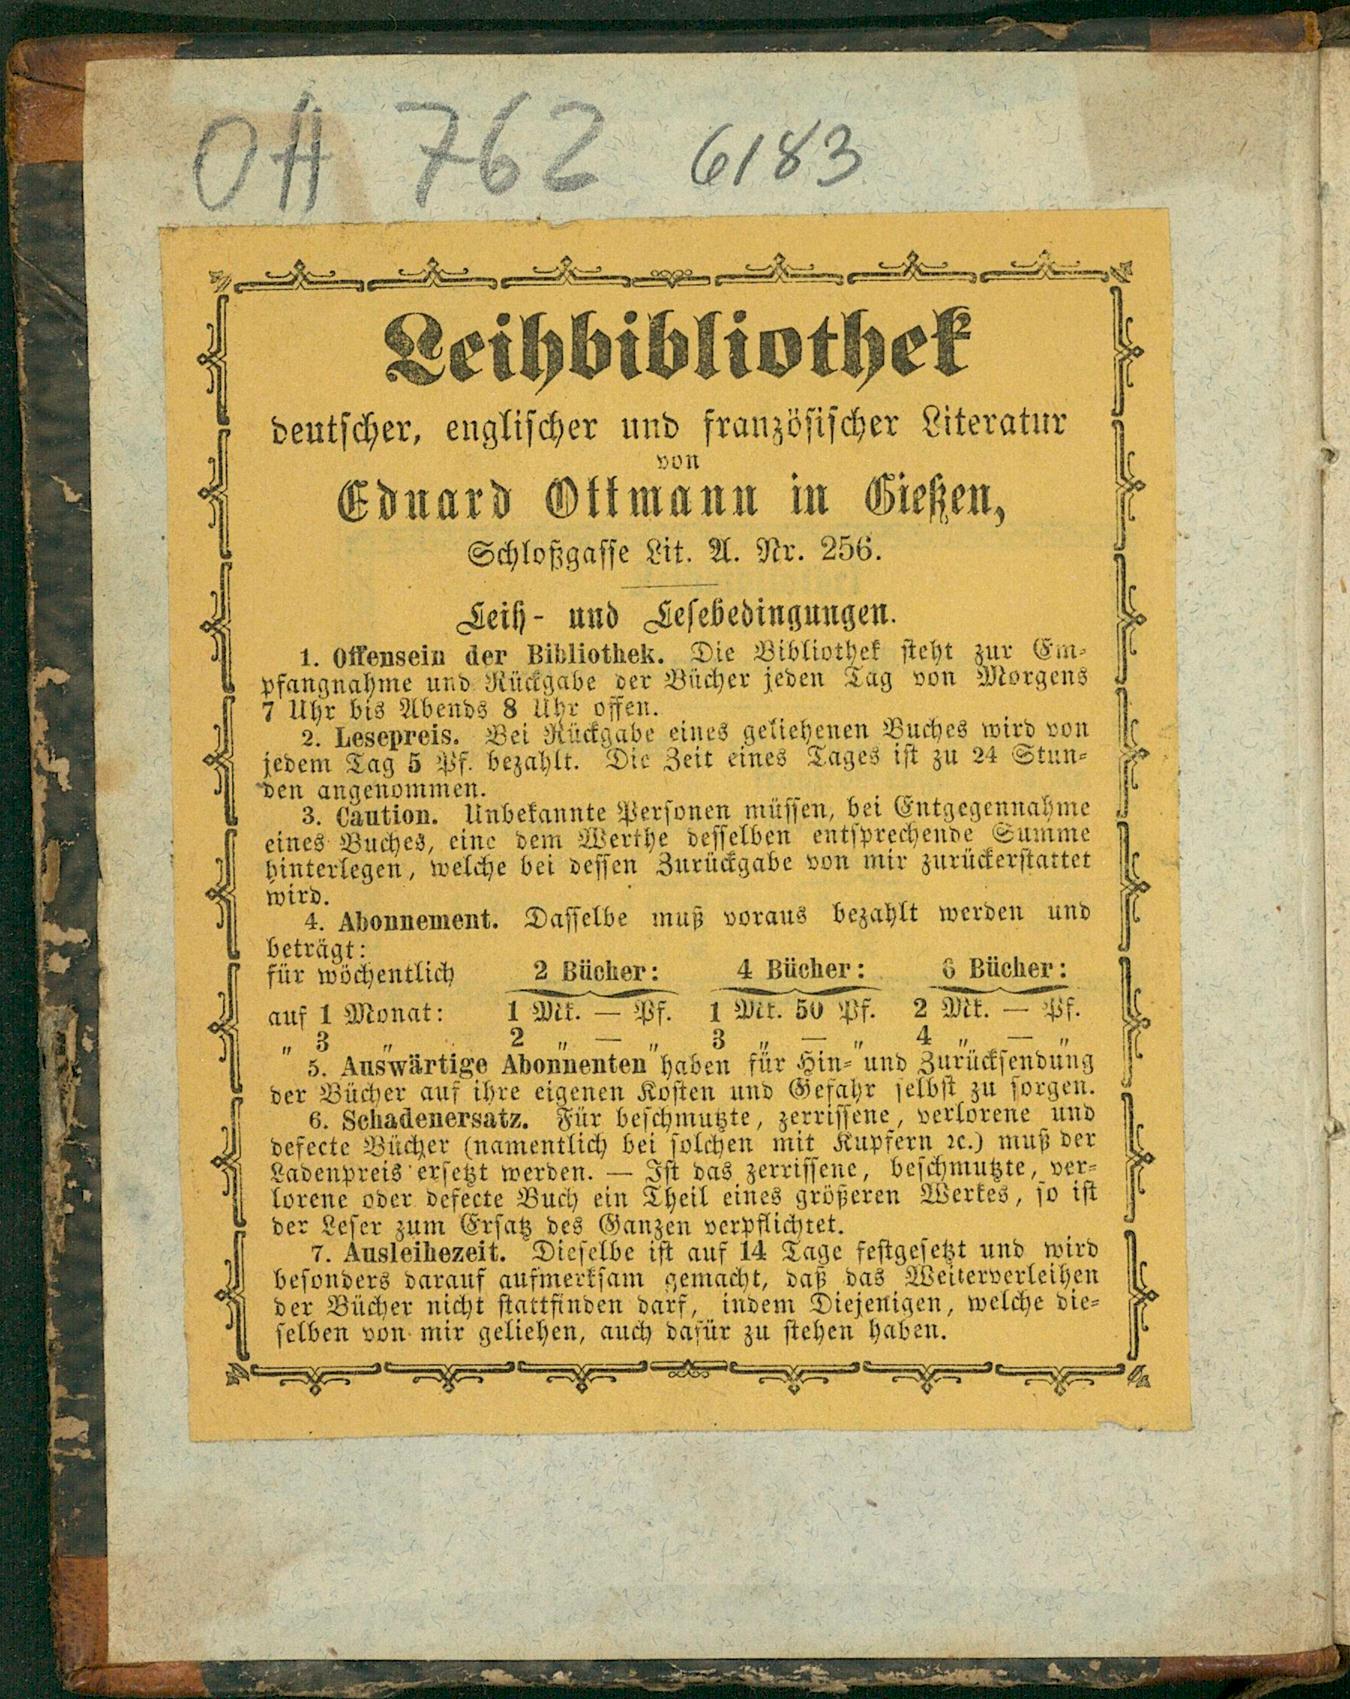 Ott 762 6183
Leihbibliothek
deutscher, englischer und französischer Literatur
von
Eduard Ottmann in Gießen,
Schloßgasse Lit. A. Nr. 256.
Leih- und Lesebedingungen.
1. Offensein der Bibliothek. Die Bibliothek steht zur Em-
pfangnahme und Rückgabe der Bücher jeden Tag von Morgens
7 Uhr bis Abends 8 Uhr offen.
2. Lesepreis. Bei Rückgabe eines geliehenen Buches wird von
jedem Tag 5 Pf. bezahlt. Die Zeit eines Tages ist zu 24 Stun-
den angenommen.
3. Caution. Unbekannte Personen müssen, bei Entgegennahme
eines Buches, eine dem Werthe desselben entsprechende Summe
hinterlegen, welche bei dessen Zurückgabe von mir zurückerstattet
wird.
4. Abonnement. Dasselbe muß voraus bezahlt werden und
beträgt:
für wöchentlich 2 Bücher: 4 Bücher: 6 Bücher:
auf 1 Monat: 1 Mk. — Pf. 1 Mk. 50 Pf. 2 Mk. — Pf.
„ 3 „ 2 „ — „ 3 „ — „ 4 „ — „
5. Auswärtige Abonnenten haben für Hin- und Zurücksendung
der Bücher auf ihre eigenen Kosten und Gefahr selbst zu sorgen.
6. Schadenersatz. Für beschmutzte, zerrissene, verlorene und
defecte Bücher (namentlich bei solchen mit Kupfern ꝛc.) muß der
Ladenpreis ersetzt werden. — Ist das zerrissene, beschmutzte, ver-
lorene oder defecte Buch ein Theil eines größeren Werkes, so ist
der Leser zum Ersatz des Ganzen verpflichtet.
7. Ausleihezeit. Dieselbe ist auf 14 Tage festgesetzt und wird
besonders darauf aufmerksam gemacht, daß das Weiterverleihen
der Bücher nicht stattfinden darf, indem Diejenigen, welche die-
selben von mir geliehen, auch dafür zu stehen haben.